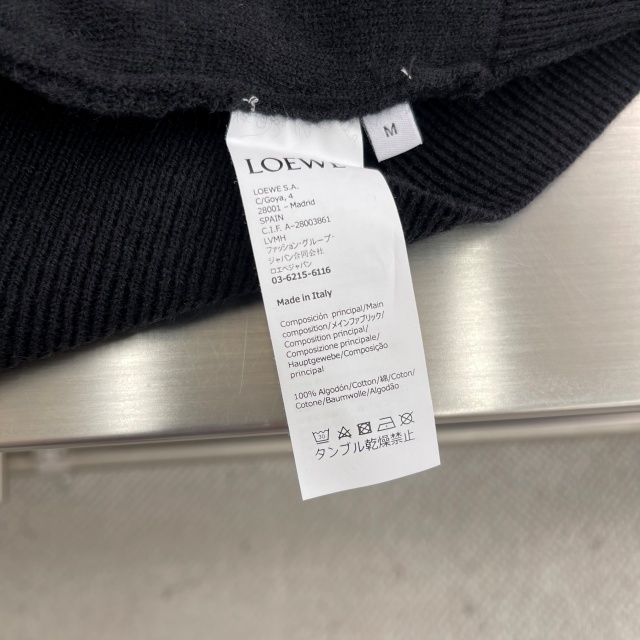 M
LOEWE
LOEWE S.A.
C/Goya, 4
28001 - Madrid
SPAIN
C.I.F. A-28003861
LVMH
ファッション・グループ・
ジャパン合同会社
ロエベジャパン
03-6215-6116
Made in Italy
Composición principal/Main
composition/メインファブリック/
Composition principal/
Composizione principale/
Hauptgewebe/Composição
principal
100% Algodón/Cotton/綿/Coton/
Cotone/Baumwolle/Algodão
タンブル乾燥禁止